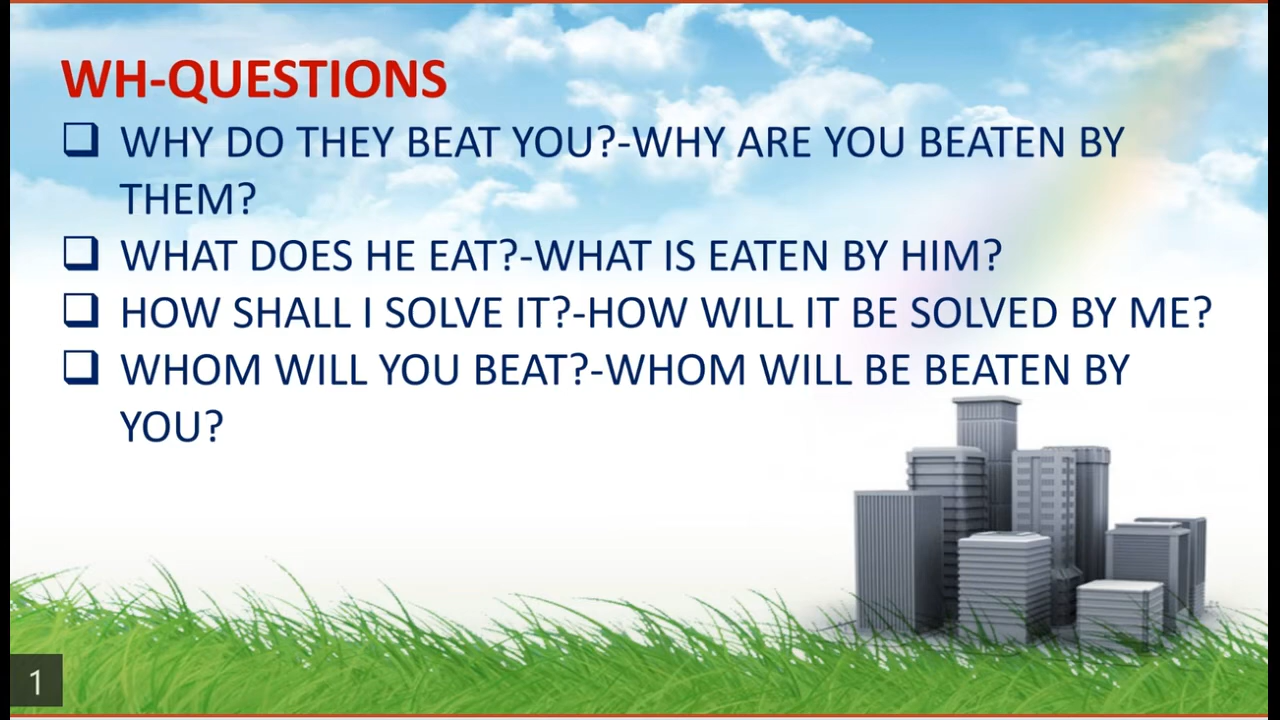 WH-QUESTIONS
WHY DO THEY BEAT YOU?-WHY ARE YOU BEATEN BY
THEM?
WHAT DOES HE EAT?-WHAT IS EATEN BY HIM?
HOW SHALL I SOLVE IT?-HOW WILL IT BE SOLVED BY ME?
WHOM WILL YOU BEAT?-WHOM WILL BE BEATEN BY
YOU?
1